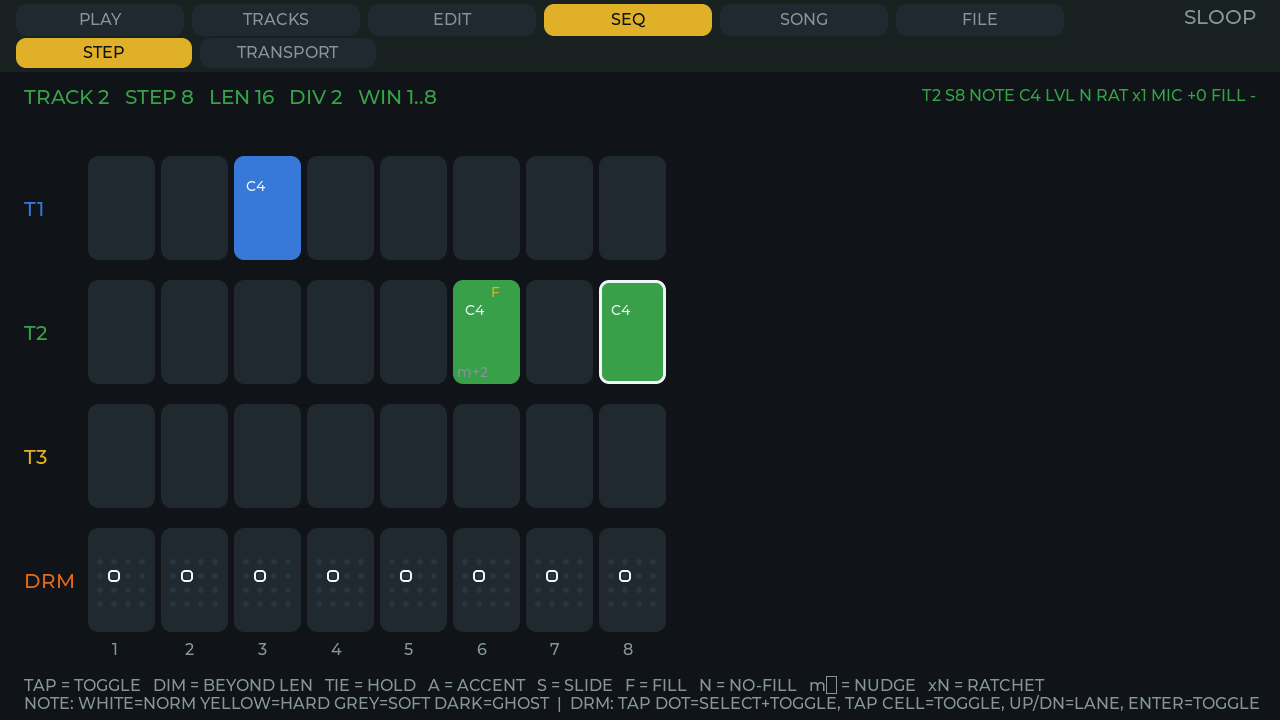 PLAY TRACKS EDIT SEQ SONG FILE SLOOP
STEP TRANSPORT
TRACK 2 STEP 8 LEN 16 DIV 2 WIN 1..8
T2 S8 NOTE C4 LVL N RAT x1 MIC +0 FILL -
T1 C4
T2 C4 F m+2 C4
T3
DRM
1 2 3 4 5 6 7 8
TAP = TOGGLE DIM = BEYOND LEN TIE = HOLD A = ACCENT S = SLIDE F = FILL N = NO-FILL m□ = NUDGE xN = RATCHET
NOTE: WHITE=NORM YELLOW=HARD GREY=SOFT DARK=GHOST | DRM: TAP DOT=SELECT+TOGGLE, TAP CELL=TOGGLE, UP/DN=LANE, ENTER=TOGGLE